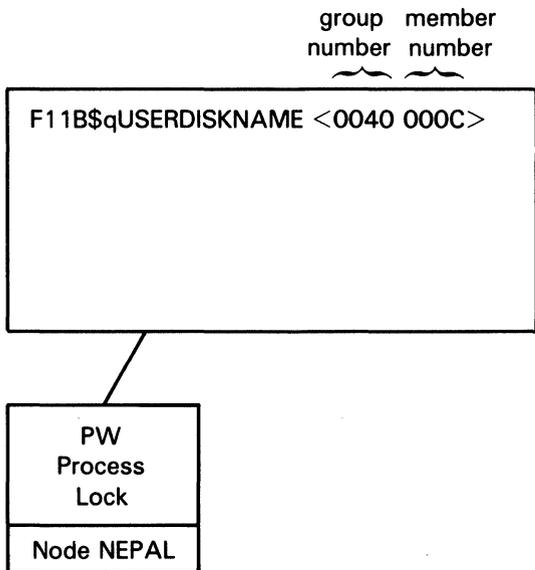 group member
number number
F11B$qUSERDISKNAME <0040 000C>
PW
Process
Lock
Node NEPAL